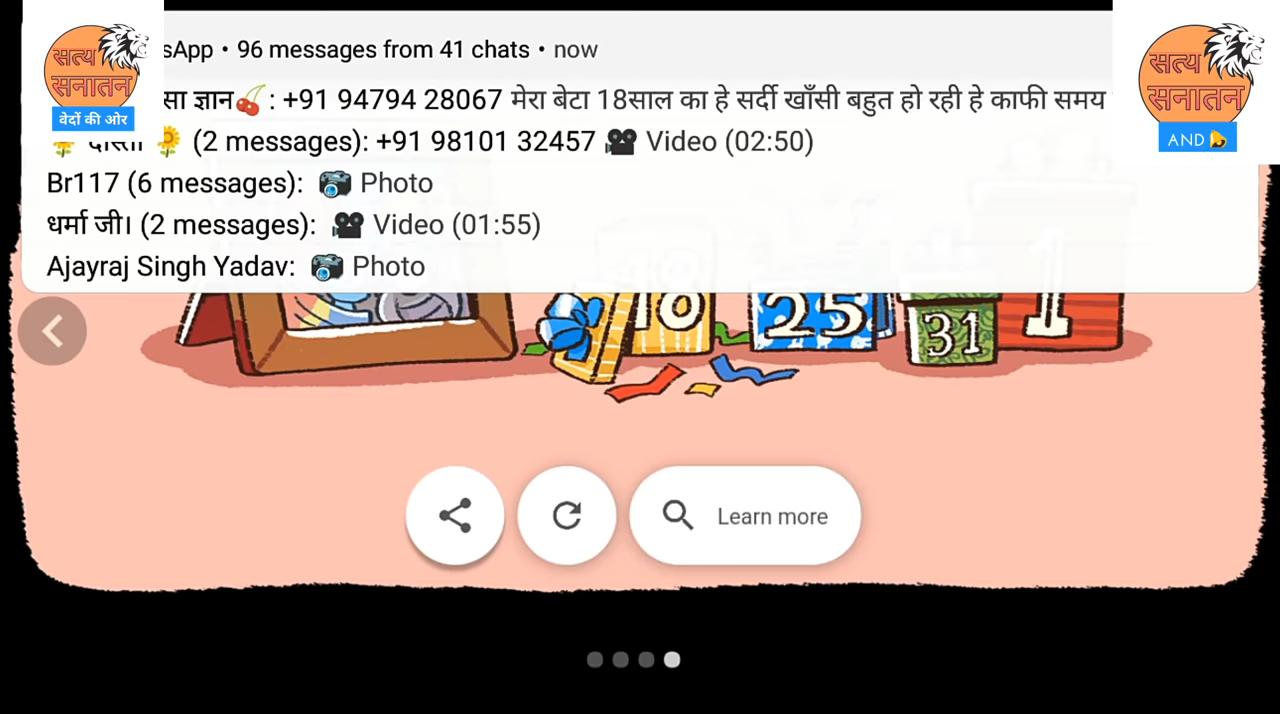 सत्य
सनातन
वेदों की ओर
sApp • 96 messages from 41 chats • now
सत्य
सनातन
AND
सा ज्ञान🍒: +91 94794 28067 मेरा बेटा 18साल का हे सर्दी खाँसी बहुत हो रही हे काफी समय
🌻 दोस्ती 🌻 (2 messages): +91 98101 32457 🎥 Video (02:50)
Br117 (6 messages): 📷 Photo
धर्मा जी। (2 messages): 🎥 Video (01:55)
Ajayraj Singh Yadav: 📷 Photo
18
25
31
1
Learn more